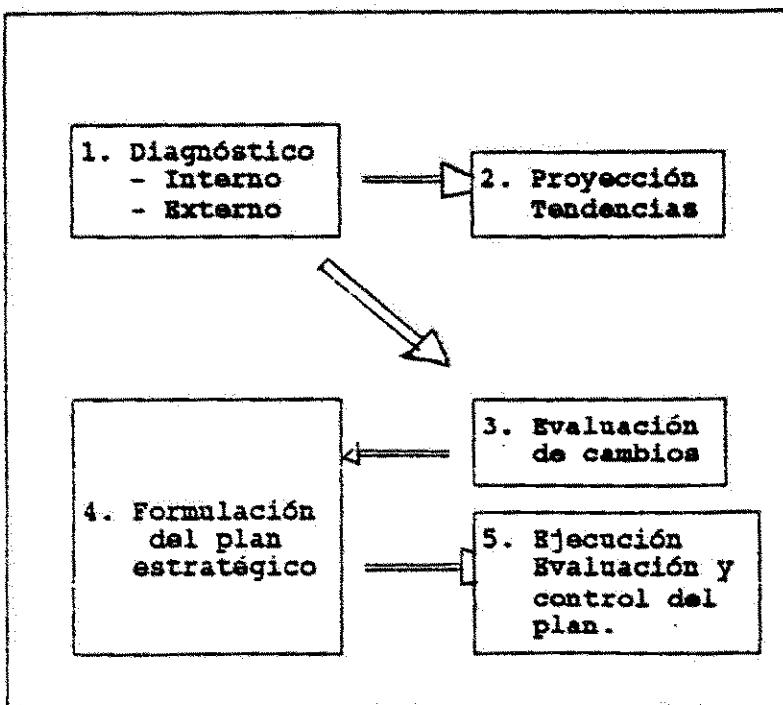 1. Diagnóstico
- Interno
- Externo
2. Proyección
Tendencias
3. Evaluación
de cambios
4. Formulación
del plan
estratégico
5. Ejecución
Evaluación y
control del
plan.